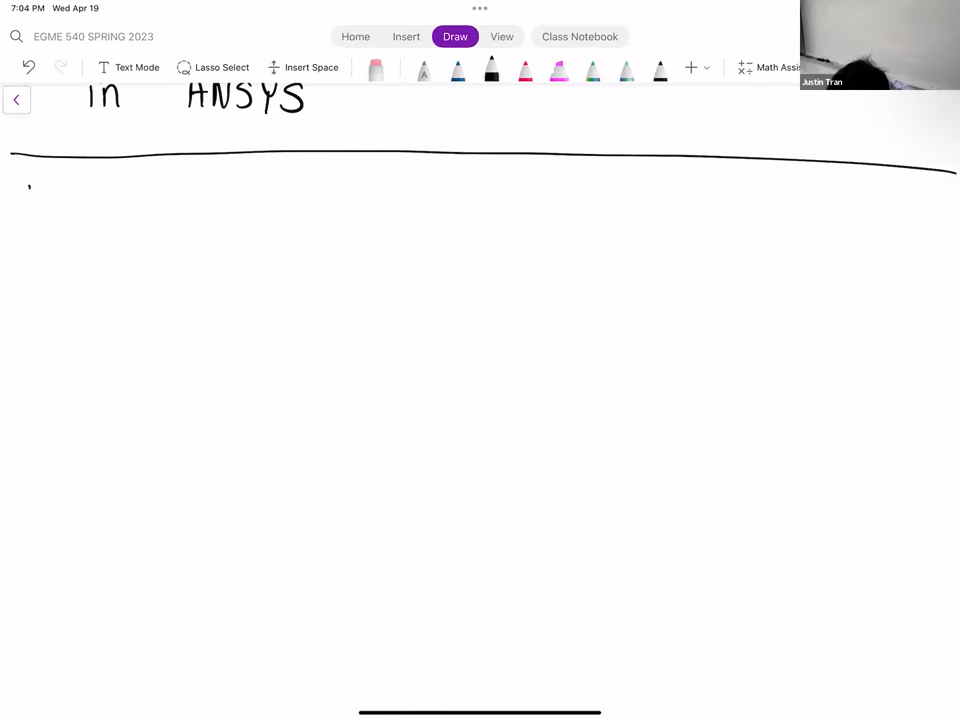 7:04 PM Wed Apr 19
EGME 540 SPRING 2023
Home Insert Draw View Class Notebook
Text Mode Lasso Select Insert Space A Math Assis
Justin Tran
in ANSYS